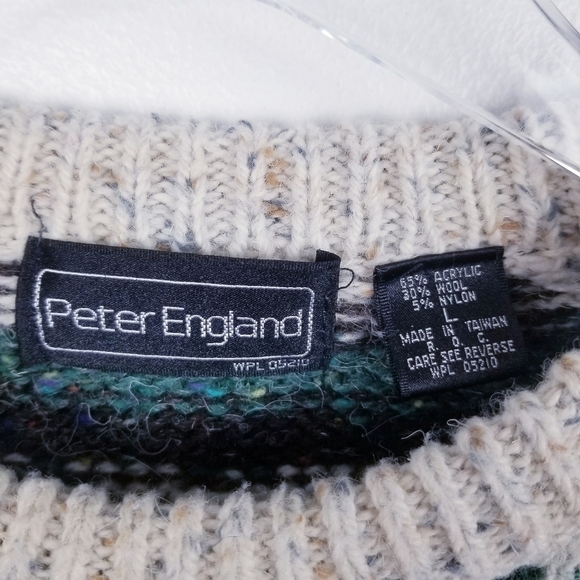 Peter England
WPL 05210
65% ACRYLIC
30% WOOL
5% NYLON
L
MADE IN TAIWAN
R. O. C.
CARE SEE REVERSE
WPL 05210